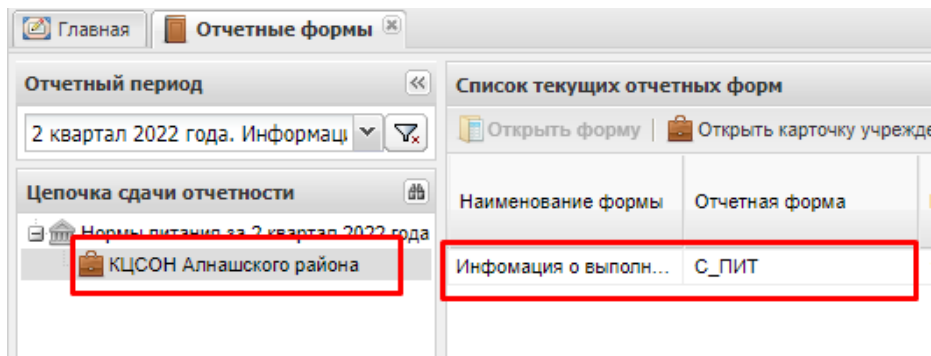 Главная
Отчетные формы
Отчетный период
2 квартал 2022 года. Информаци
Цепочка сдачи отчетности
Нормы питания за 2 квартал 2022 года
КЦСОН Алнашского района
Список текущих отчетных форм
Открыть форму
Открыть карточку учрежде
Наименование формы
Отчетная форма
Инфомация о выполн...
С_ПИТ